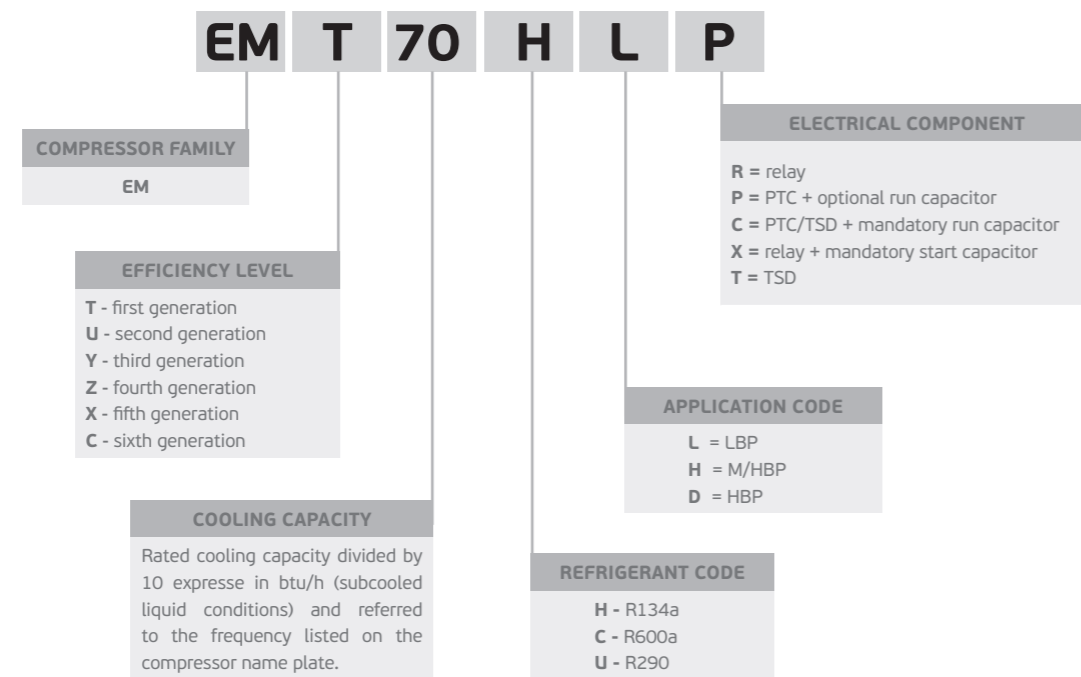 EM T 70 H L P
COMPRESSOR FAMILY
EM
EFFICIENCY LEVEL
T - first generation
U - second generation
Y - third generation
Z - fourth generation
X - fifth generation
C - sixth generation
COOLING CAPACITY
Rated cooling capacity divided by
10 expresse in btu/h (subcooled
liquid conditions) and referred
to the frequency listed on the
compressor name plate.
REFRIGERANT CODE
H - R134a
C - R600a
U - R290
APPLICATION CODE
L = LBP
H = M/HBP
D = HBP
ELECTRICAL COMPONENT
R = relay
P = PTC + optional run capacitor
C = PTC/TSD + mandatory run capacitor
X = relay + mandatory start capacitor
T = TSD